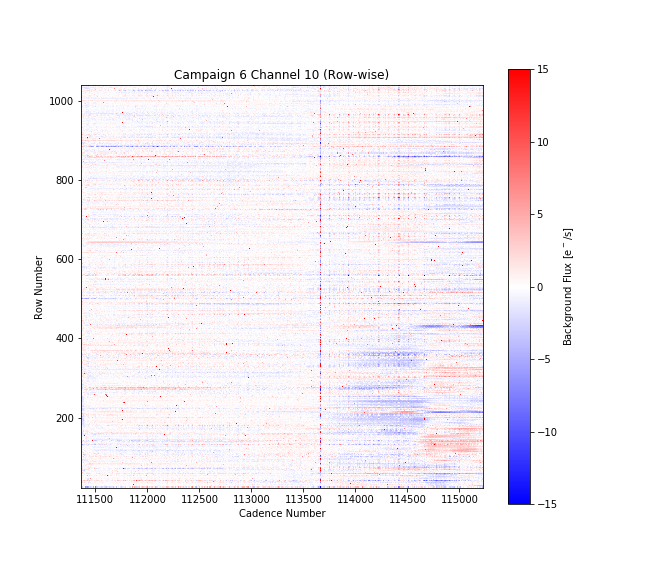 Campaign 6 Channel 10 (Row-wise)
1000
800
600
400
200
Row Number
111500 112000 112500 113000 113500 114000 114500 115000
Cadence Number
15
10
5
0
−5
−10
−15
Background Flux [e⁻/s]